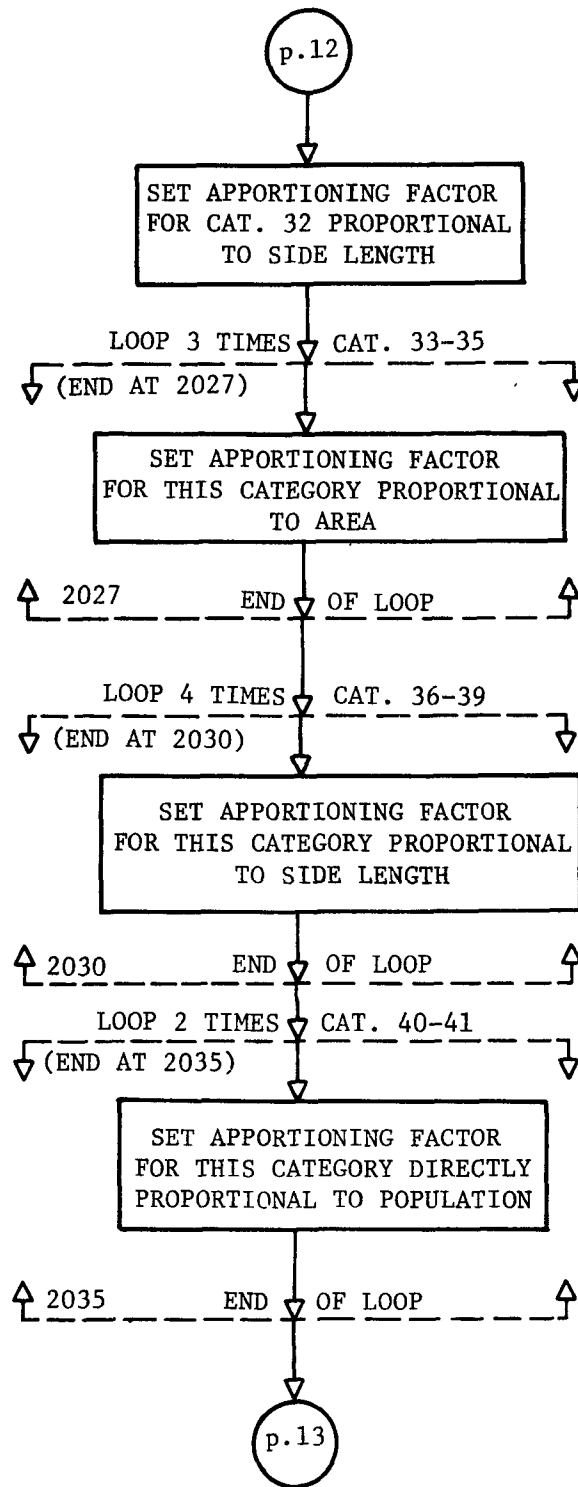 p.12
SET APPORTIONING FACTOR
FOR CAT. 32 PROPORTIONAL
TO SIDE LENGTH
LOOP 3 TIMES CAT. 33-35
(END AT 2027)
SET APPORTIONING FACTOR
FOR THIS CATEGORY PROPORTIONAL
TO AREA
2027 END OF LOOP
LOOP 4 TIMES CAT. 36-39
(END AT 2030)
SET APPORTIONING FACTOR
FOR THIS CATEGORY PROPORTIONAL
TO SIDE LENGTH
2030 END OF LOOP
LOOP 2 TIMES CAT. 40-41
(END AT 2035)
SET APPORTIONING FACTOR
FOR THIS CATEGORY DIRECTLY
PROPORTIONAL TO POPULATION
2035 END OF LOOP
p.13